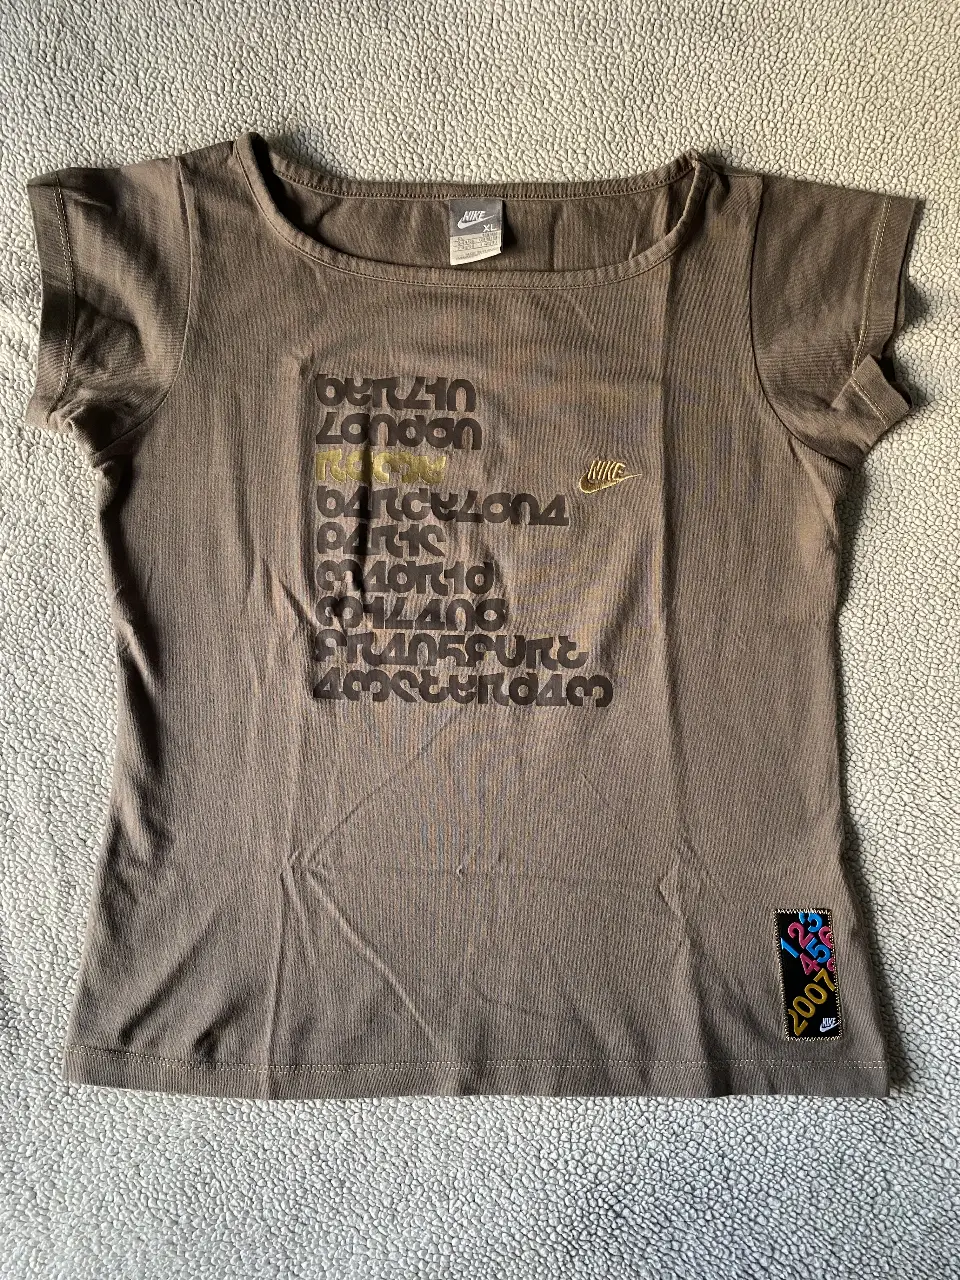 NIKE
XL
berlin
london
roma
barcelona
paris
madrid
milano
frankfurt
amsterdam
NIKE
123
456
2007
NIKE